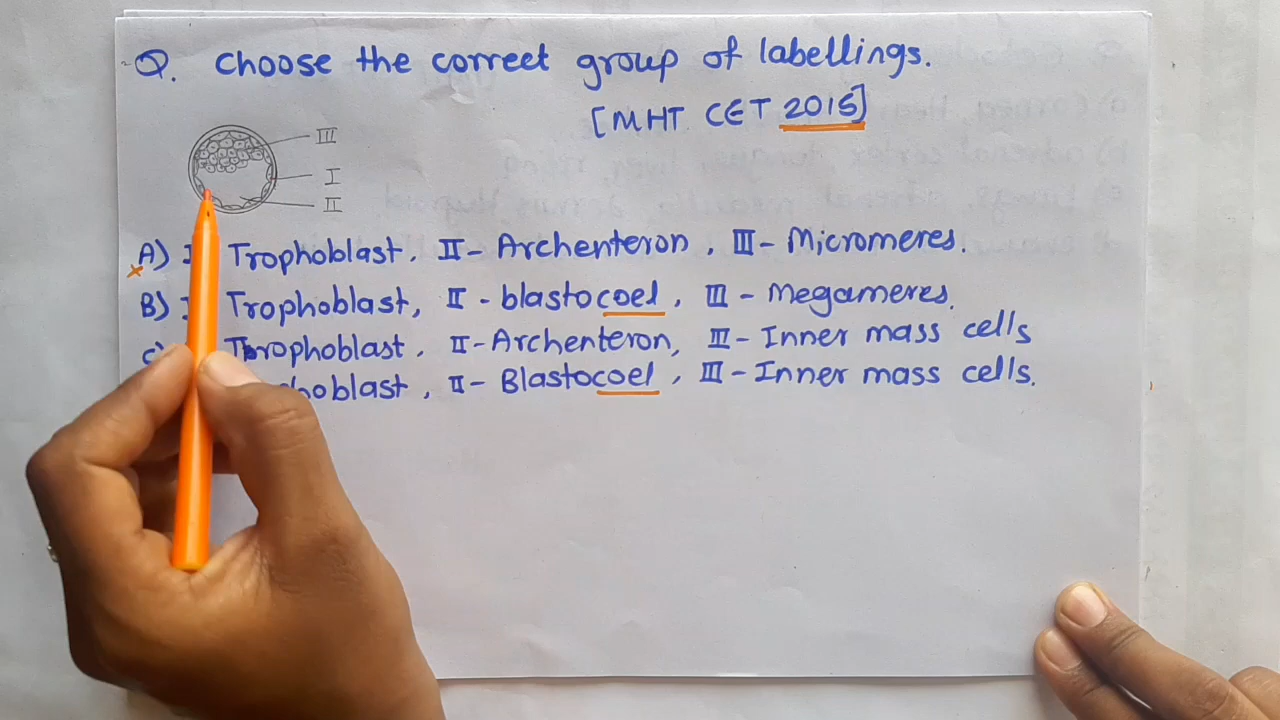 Q. choose the correct group of labellings.
[MHT CET 2015]
III
I
II
A) I Trophoblast, II - Archenteron, III - Micromeres.
B) I Trophoblast, II - blastocoel, III - Megameres.
C) Trophoblast, II - Archenteron, III - Inner mass cells
hoblast, II - Blastocoel, III - Inner mass cells.